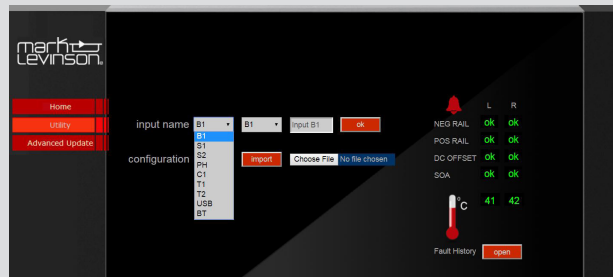 mark
Levinson.
Home
Utility
Advanced Update
input name B1 B1 Input B1 ok
B1
S1
S2
PH
C1
T1
T2
USB
BT
configuration import Choose File No file chosen
L R
NEG RAIL ok ok
POS RAIL ok ok
DC OFFSET ok ok
SOA ok ok
°C 41 42
Fault History open